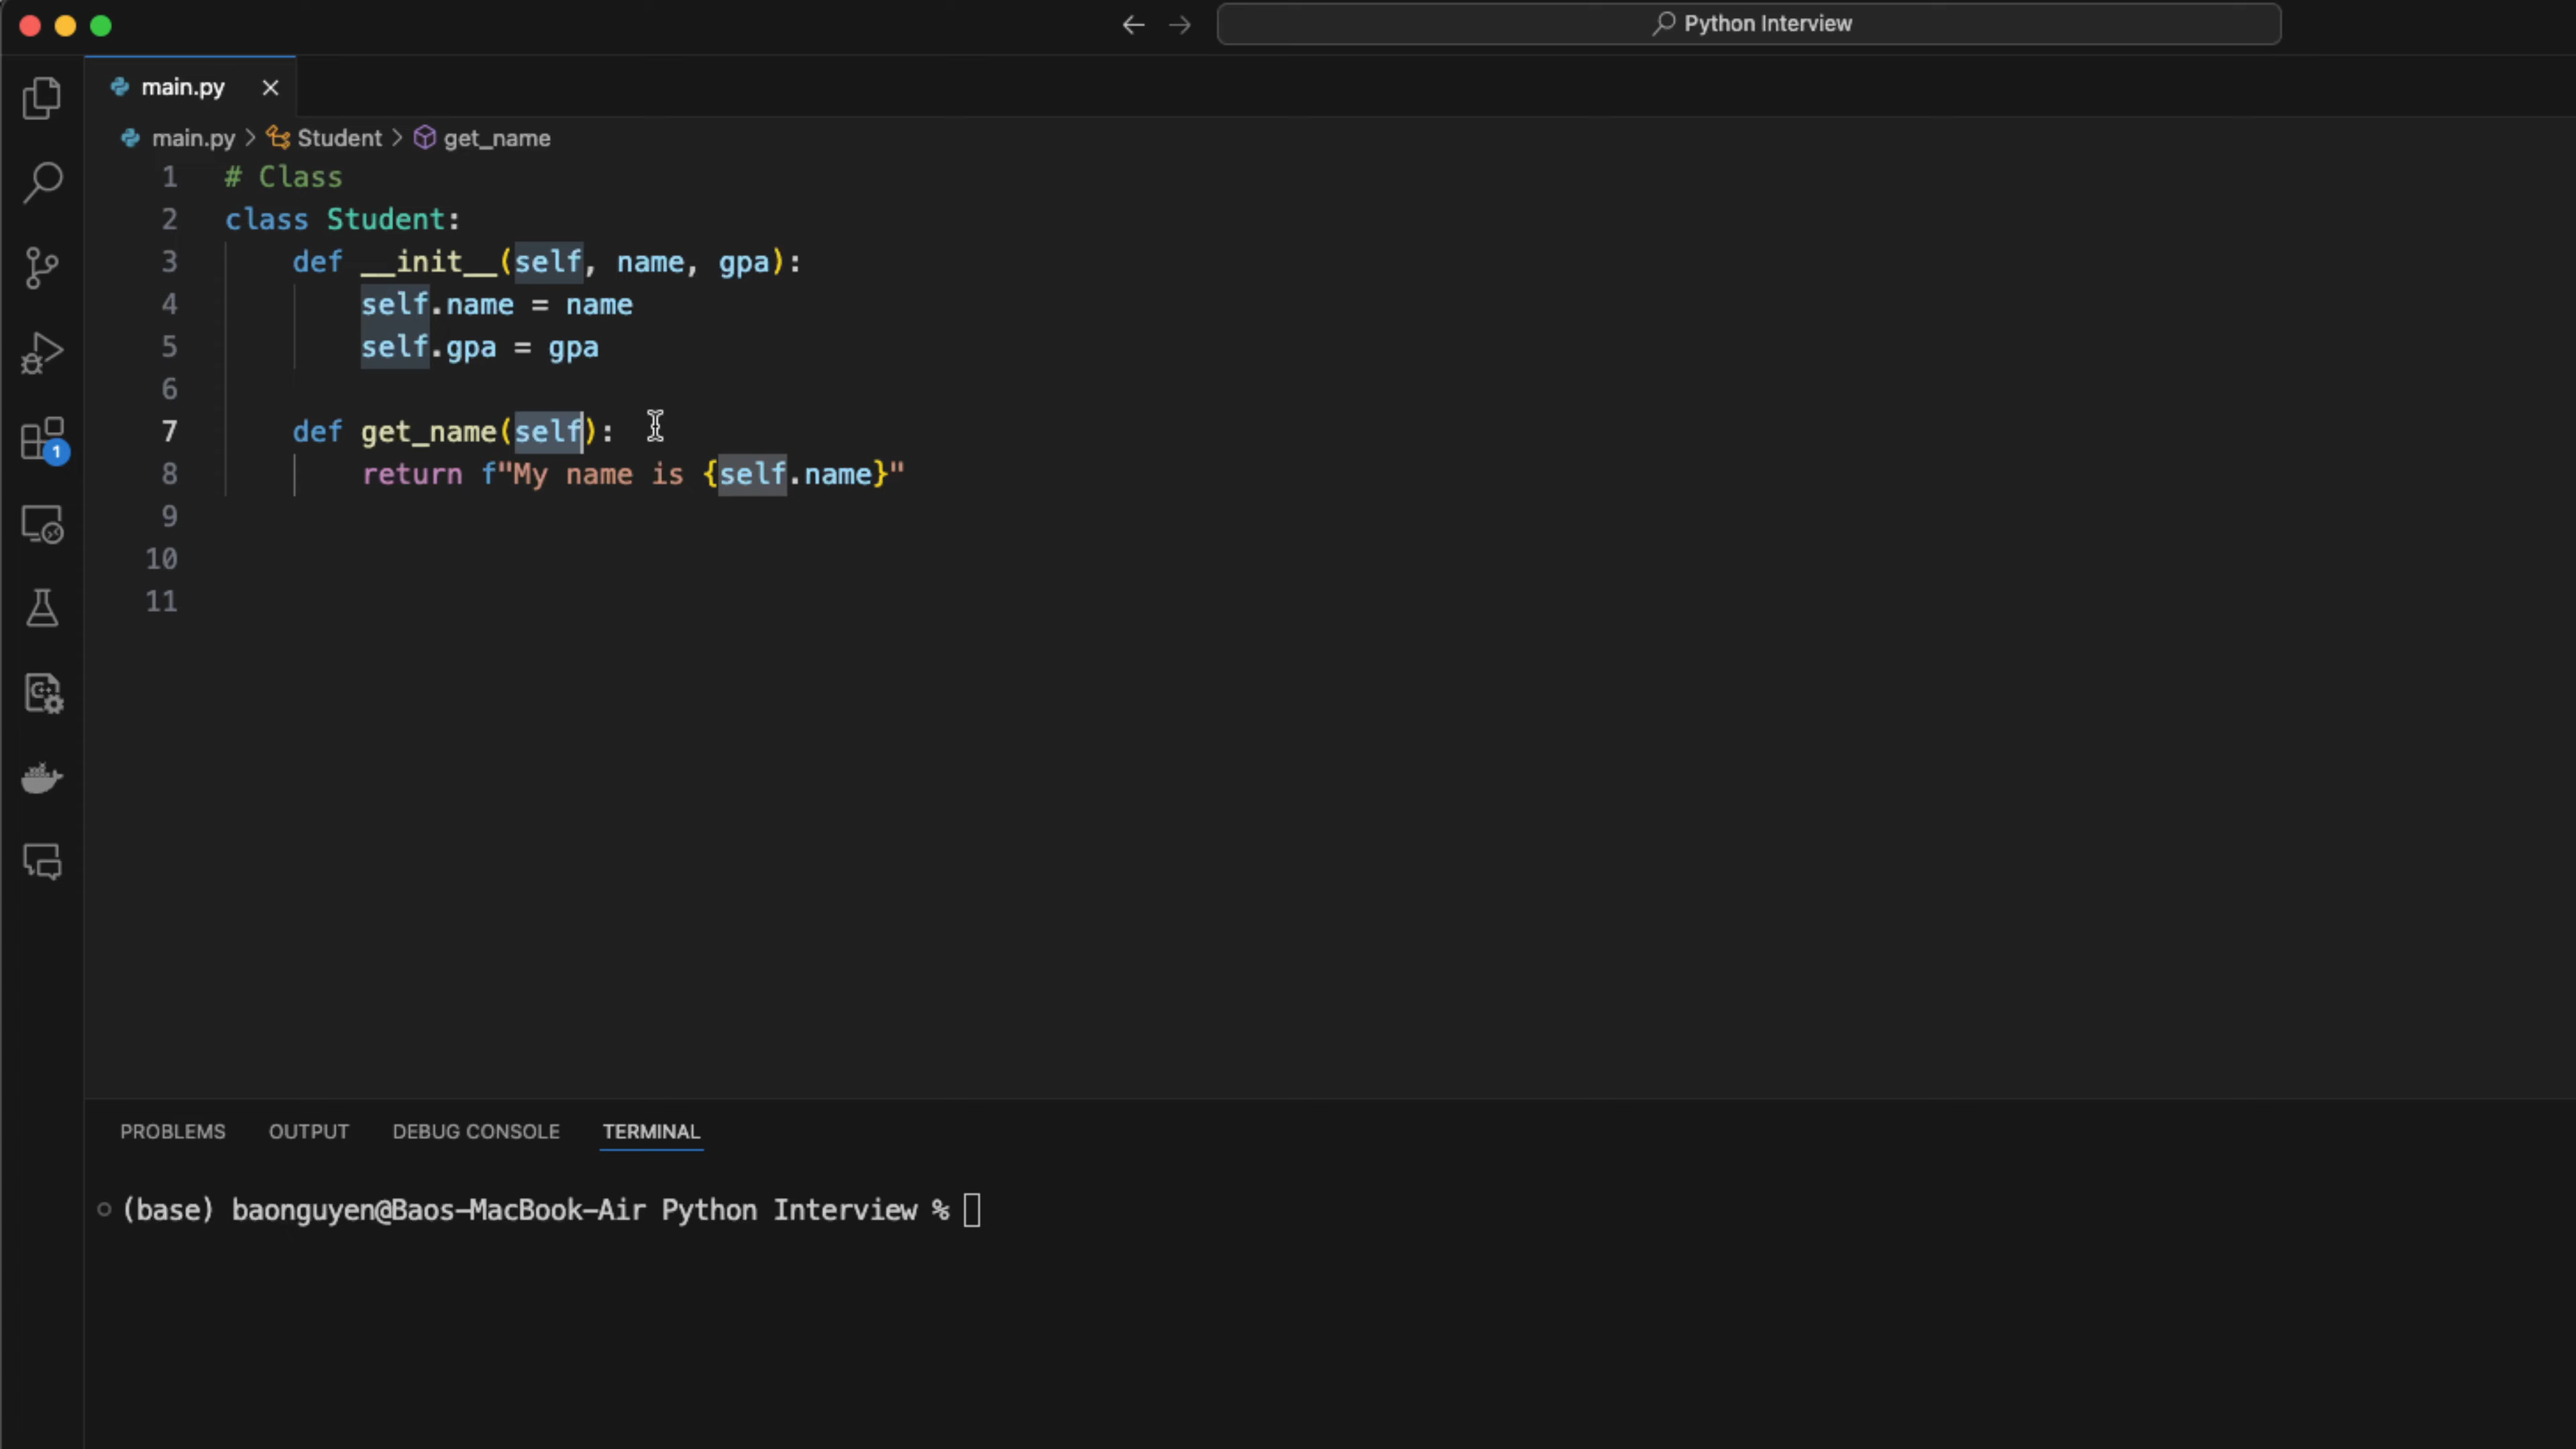 Python Interview
main.py
main.py > Student > get_name
1 # Class
2 class Student:
3     def __init__(self, name, gpa):
4         self.name = name
5         self.gpa = gpa
6
7     def get_name(self):
8         return f"My name is {self.name}"
9
10
11
1
PROBLEMS OUTPUT DEBUG CONSOLE TERMINAL
(base) baonguyen@Baos-MacBook-Air Python Interview %